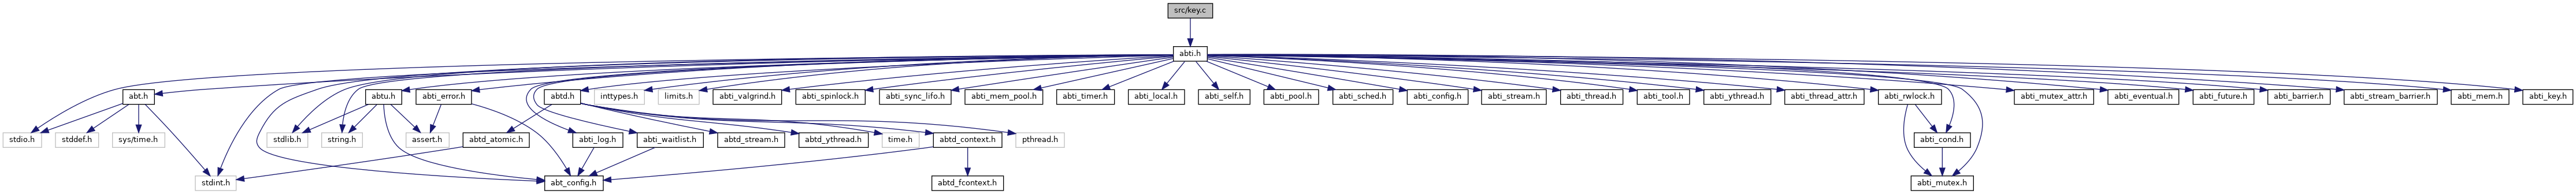 src/key.c
abti.h
abt.h
abtu.h
abti_error.h
abtd.h
inttypes.h
limits.h
abti_valgrind.h
abti_spinlock.h
abti_sync_lifo.h
abti_mem_pool.h
abti_timer.h
abti_local.h
abti_self.h
abti_pool.h
abti_sched.h
abti_config.h
abti_stream.h
abti_thread.h
abti_tool.h
abti_ythread.h
abti_thread_attr.h
abti_rwlock.h
abti_mutex_attr.h
abti_eventual.h
abti_future.h
abti_barrier.h
abti_stream_barrier.h
abti_mem.h
abti_key.h
stdio.h
stddef.h
sys/time.h
stdlib.h
string.h
assert.h
abtd_atomic.h
abti_log.h
abti_waitlist.h
abtd_stream.h
abtd_ythread.h
time.h
abtd_context.h
pthread.h
abti_cond.h
stdint.h
abt_config.h
abtd_fcontext.h
abti_mutex.h